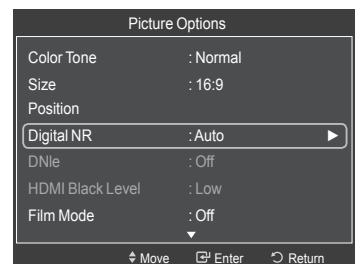 Picture Options
Color Tone : Normal
Size : 16:9
Position
Digital NR : Auto ►
DNIe : Off
HDMI Black Level : Low
Film Mode : Off
▼
Move Enter Return